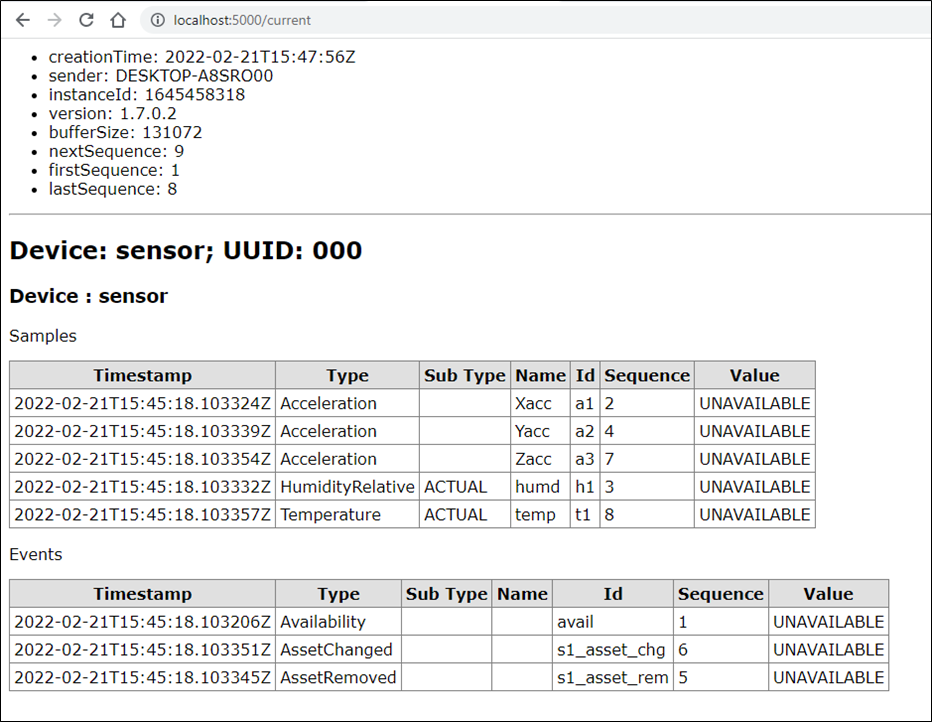 localhost:5000/current
creationTime: 2022-02-21T15:47:56Z
sender: DESKTOP-A8SRO00
instanceId: 1645458318
version: 1.7.0.2
bufferSize: 131072
nextSequence: 9
firstSequence: 1
lastSequence: 8
Device: sensor; UUID: 000
Device : sensor
Samples
Timestamp Type Sub Type Name Id Sequence Value
2022-02-21T15:45:18.103324Z Acceleration Xacc a1 2 UNAVAILABLE
2022-02-21T15:45:18.103339Z Acceleration Yacc a2 4 UNAVAILABLE
2022-02-21T15:45:18.103354Z Acceleration Zacc a3 7 UNAVAILABLE
2022-02-21T15:45:18.103332Z HumidityRelative ACTUAL humd h1 3 UNAVAILABLE
2022-02-21T15:45:18.103357Z Temperature ACTUAL temp t1 8 UNAVAILABLE
Events
Timestamp Type Sub Type Name Id Sequence Value
2022-02-21T15:45:18.103206Z Availability avail 1 UNAVAILABLE
2022-02-21T15:45:18.103351Z AssetChanged s1_asset_chg 6 UNAVAILABLE
2022-02-21T15:45:18.103345Z AssetRemoved s1_asset_rem 5 UNAVAILABLE